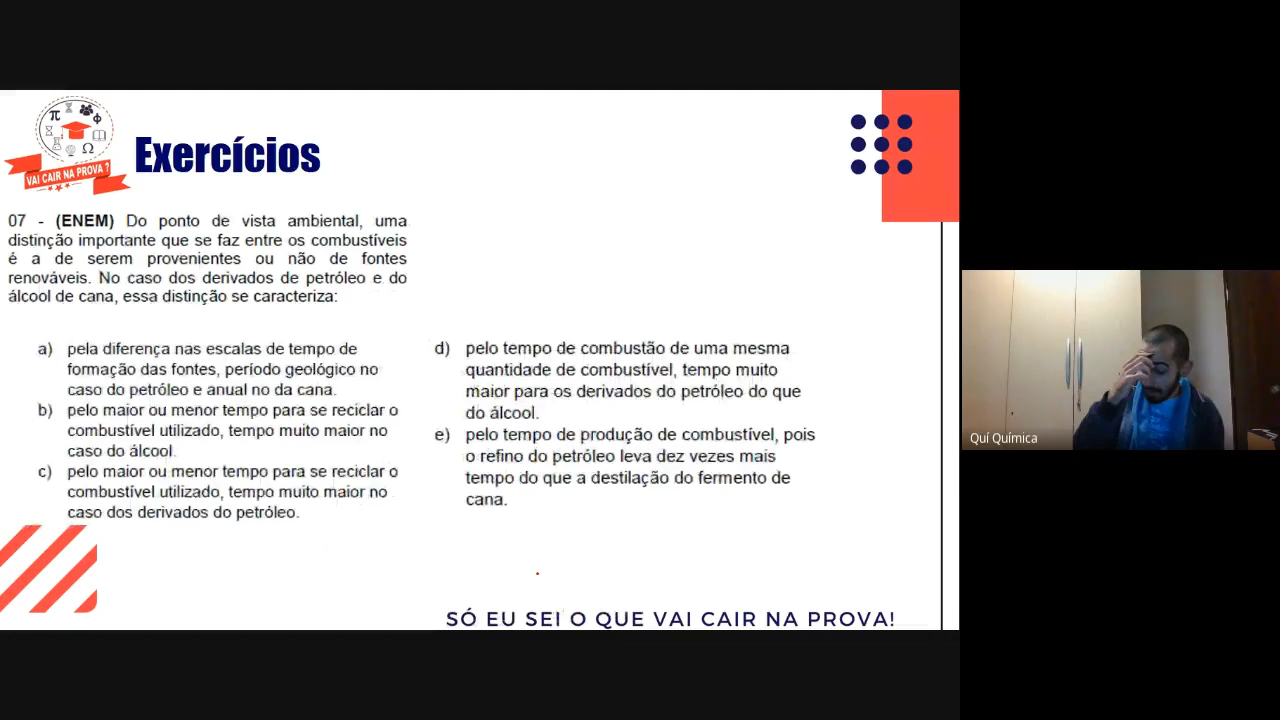 VAI CAIR NA PROVA ?
Exercícios
07 - (ENEM) Do ponto de vista ambiental, uma
distinção importante que se faz entre os combustíveis
é a de serem provenientes ou não de fontes
renováveis. No caso dos derivados de petróleo e do
álcool de cana, essa distinção se caracteriza:
a) pela diferença nas escalas de tempo de
formação das fontes, período geológico no
caso do petróleo e anual no da cana.
b) pelo maior ou menor tempo para se reciclar o
combustível utilizado, tempo muito maior no
caso do álcool.
c) pelo maior ou menor tempo para se reciclar o
combustível utilizado, tempo muito maior no
caso dos derivados do petróleo.
d) pelo tempo de combustão de uma mesma
quantidade de combustível, tempo muito
maior para os derivados do petróleo do que
do álcool.
e) pelo tempo de produção de combustível, pois
o refino do petróleo leva dez vezes mais
tempo do que a destilação do fermento de
cana.
SÓ EU SEI O QUE VAI CAIR NA PROVA!
Quí Química